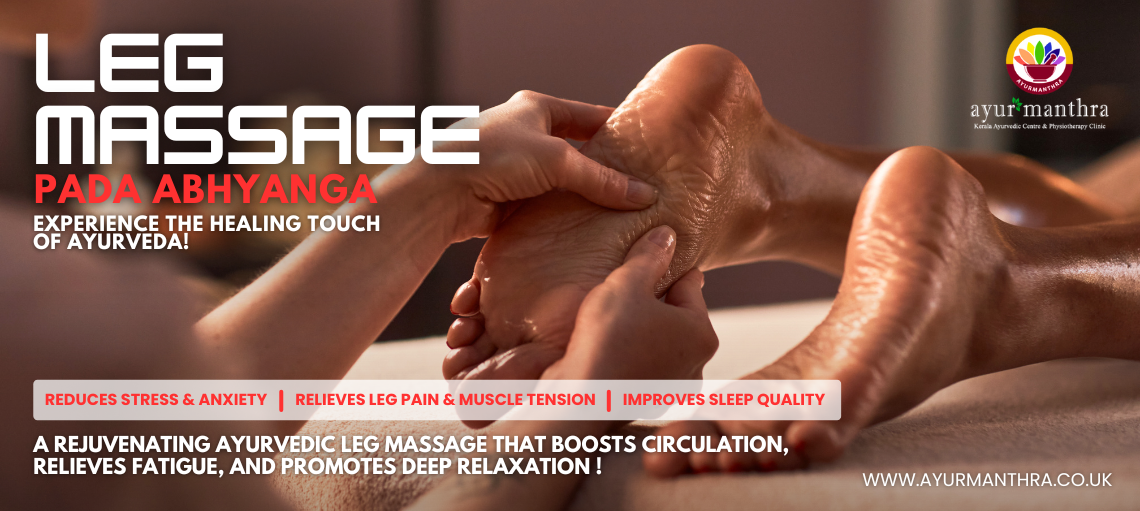 LEG
MASSAGE
PADA ABHYANGA
EXPERIENCE THE HEALING TOUCH
OF AYURVEDA!
AYURMANTHRA
ayurmanthra
Kerala Ayurvedic Centre & Physiotherapy Clinic
REDUCES STRESS & ANXIETY | RELIEVES LEG PAIN & MUSCLE TENSION | IMPROVES SLEEP QUALITY
A REJUVENATING AYURVEDIC LEG MASSAGE THAT BOOSTS CIRCULATION,
RELIEVES FATIGUE, AND PROMOTES DEEP RELAXATION !
WWW.AYURMANTHRA.CO.UK